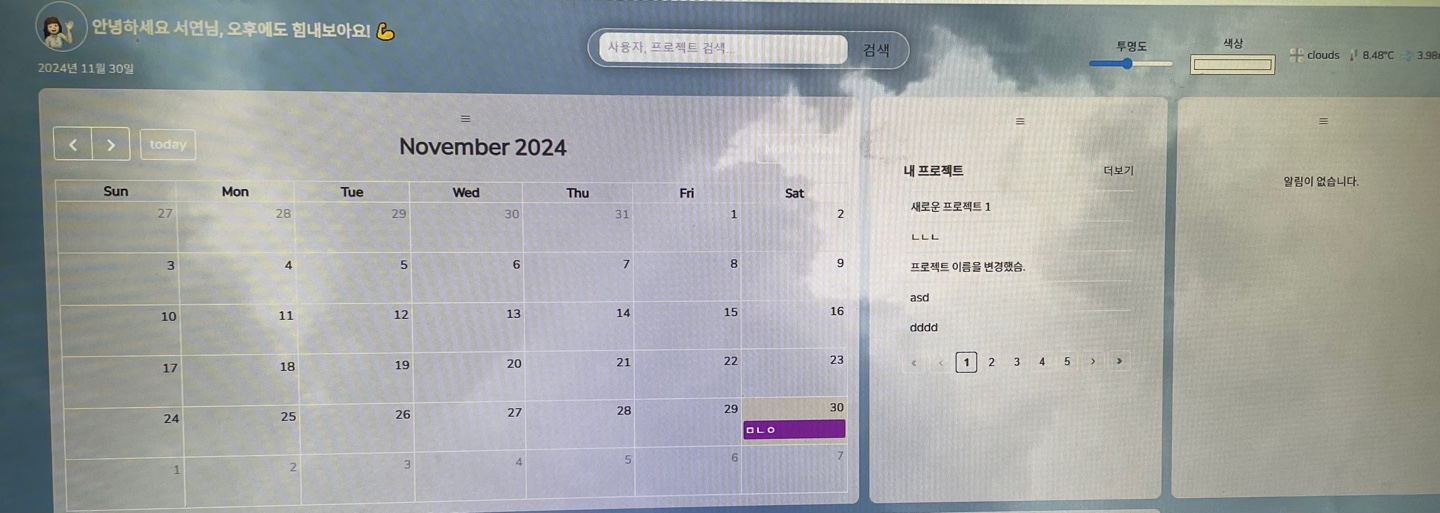 안녕하세요 서연님, 오후에도 힘내보아요! 💪
2024년 11월 30일
사용자, 프로젝트 검색...
검색
투명도
색상
clouds 8.48°C 3.98
today
November 2024
Month Week
Sun Mon Tue Wed Thu Fri Sat
27 28 29 30 31 1 2
3 4 5 6 7 8 9
10 11 12 13 14 15 16
17 18 19 20 21 22 23
24 25 26 27 28 29 30
ㅁㄴㅇ
1 2 3 4 5 6 7
내 프로젝트 더보기
새로운 프로젝트 1
ㄴㄴㄴ
프로젝트 이름을 변경했슴.
asd
dddd
« ‹ 1 2 3 4 5 › »
알림이 없습니다.